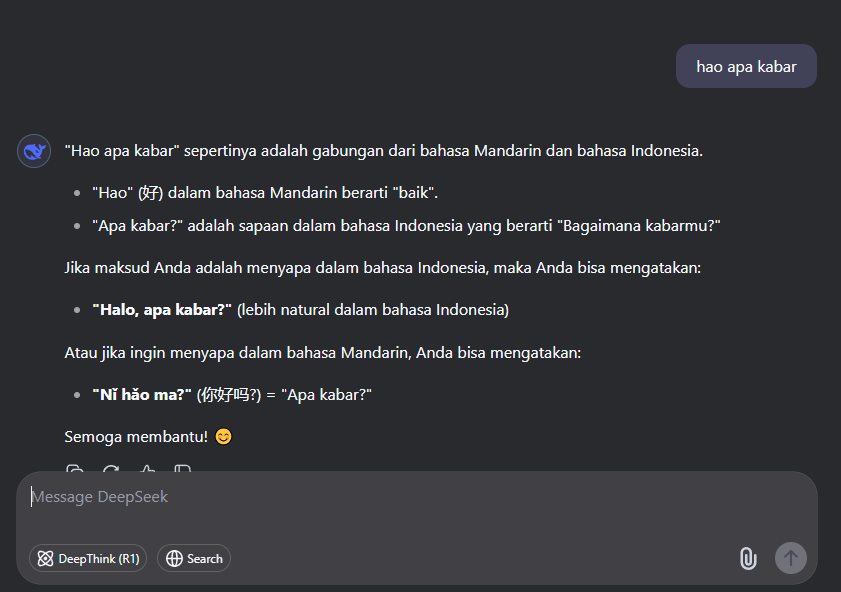 hao apa kabar
"Hao apa kabar" sepertinya adalah gabungan dari bahasa Mandarin dan bahasa Indonesia.
"Hao" (好) dalam bahasa Mandarin berarti "baik".
"Apa kabar?" adalah sapaan dalam bahasa Indonesia yang berarti "Bagaimana kabarmu?"
Jika maksud Anda adalah menyapa dalam bahasa Indonesia, maka Anda bisa mengatakan:
"Halo, apa kabar?" (lebih natural dalam bahasa Indonesia)
Atau jika ingin menyapa dalam bahasa Mandarin, Anda bisa mengatakan:
"Nǐ hǎo ma?" (你好吗?) = "Apa kabar?"
Semoga membantu! 😊
Message DeepSeek
DeepThink (R1) Search